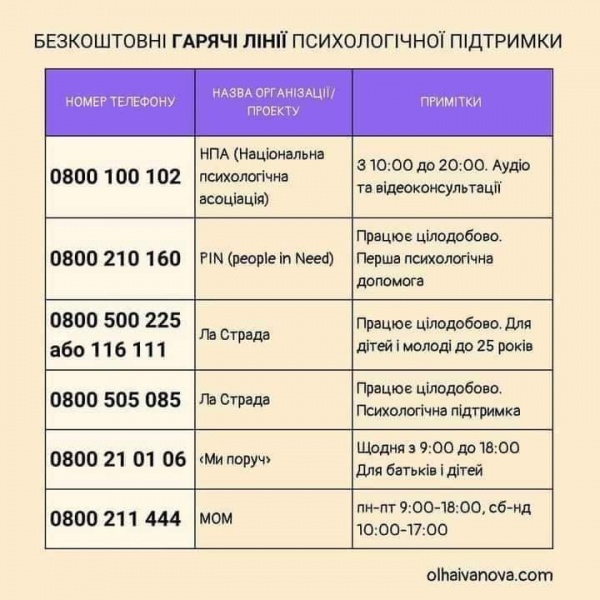 БЕЗКОШТОВНІ ГАРЯЧІ ЛІНІЇ ПСИХОЛОГІЧНОЇ ПІДТРИМКИ
НОМЕР ТЕЛЕФОНУ
НАЗВА ОРГАНІЗАЦІЇ/
ПРОЕКТУ
ПРИМІТКИ
0800 100 102
НПА (Національна
психологічна
асоціація)
З 10:00 до 20:00. Аудіо
та відеоконсультації
0800 210 160
PIN (people in Need)
Працює цілодобово.
Перша психологічна
допомога
0800 500 225
або 116 111
Ла Страда
Працює цілодобово. Для
дітей і молоді до 25 років
0800 505 085
Ла Страда
Працює цілодобово.
Психологічна підтримка
0800 21 01 06
‹Ми поруч›
Щодня з 9:00 до 18:00
Для батьків і дітей
0800 211 444
МОМ
пн-пт 9:00-18:00, сб-нд
10:00-17:00
olhaivanova.com